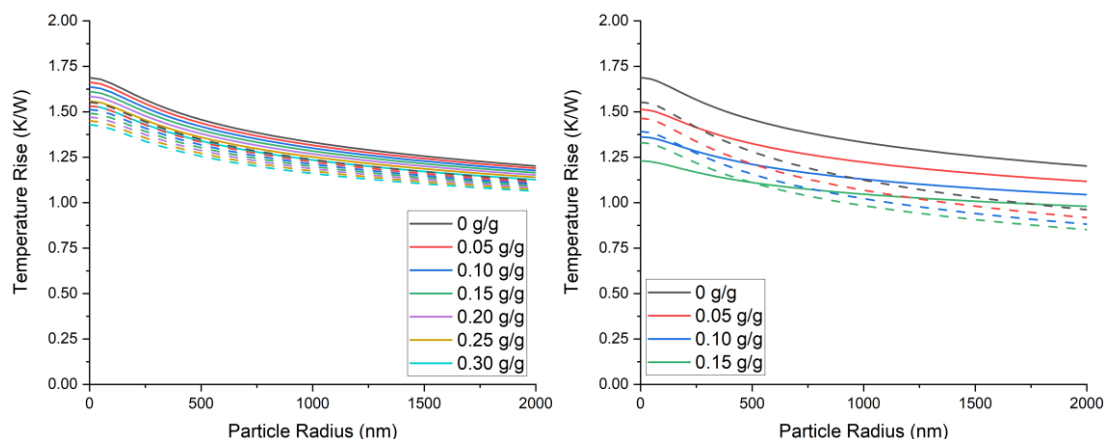 2.00
1.75
1.50
1.25
1.00
0.75
0.50
0.25
0.00
Temperature Rise (K/W)
0 g/g
0.05 g/g
0.10 g/g
0.15 g/g
0.20 g/g
0.25 g/g
0.30 g/g
0 500 1000 1500 2000
Particle Radius (nm)
2.00
1.75
1.50
1.25
1.00
0.75
0.50
0.25
0.00
Temperature Rise (K/W)
0 g/g
0.05 g/g
0.10 g/g
0.15 g/g
0 500 1000 1500 2000
Particle Radius (nm)